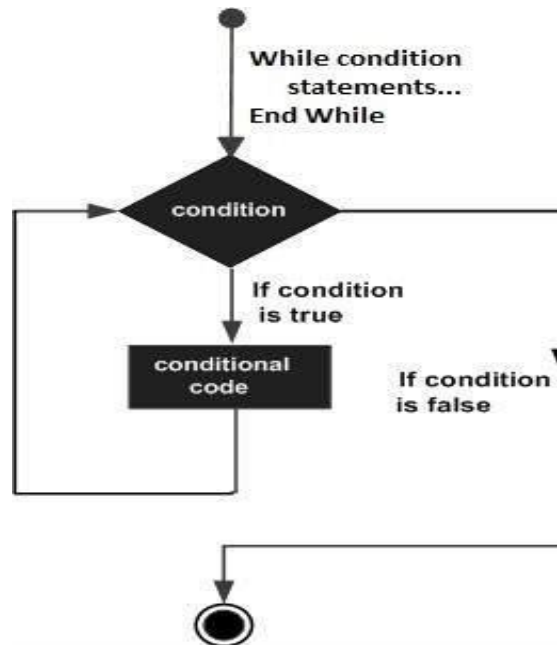 While condition
statements...
End While
condition
If condition
is true
conditional
code
If condition
is false